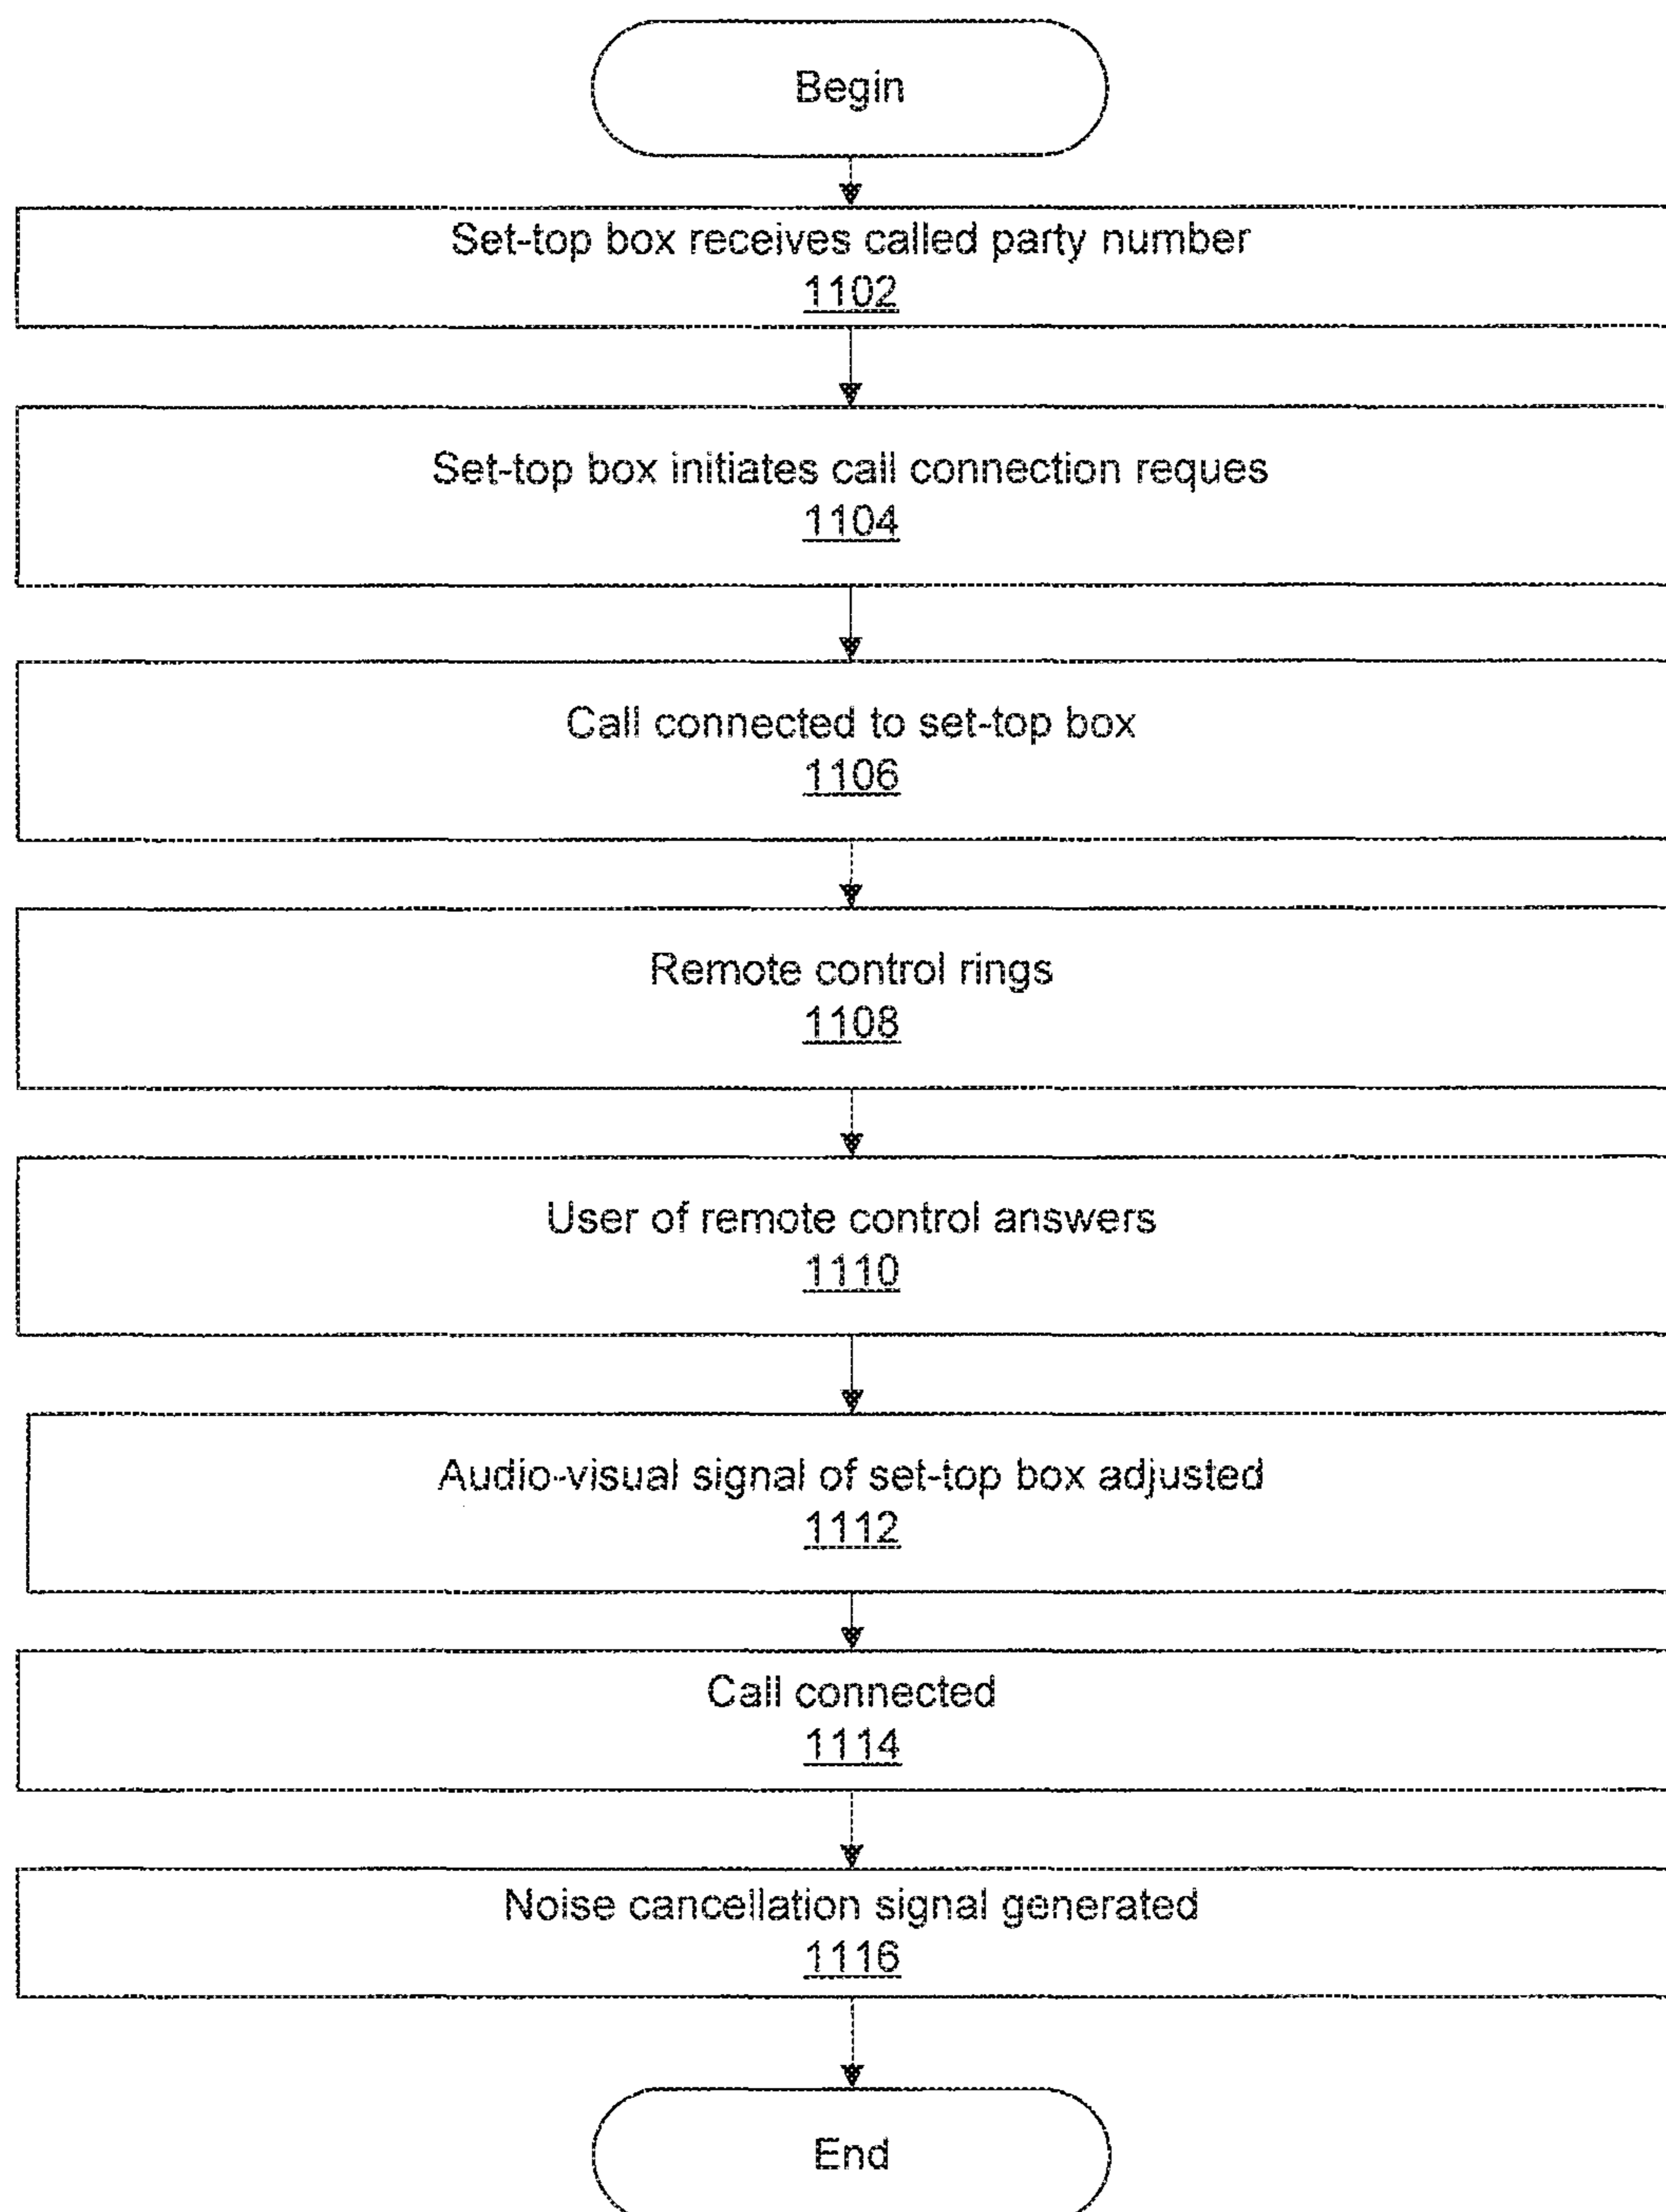 Begin
Set-top box receives called party number
1102
Set-top box initiates call connection reques
1104
Call connected to set-top box
1106
Remote control rings
1108
User of remote control answers
1110
Audio-visual signal of set-top box adjusted
1112
Call connected
1114
Noise cancellation signal generated
1116
End